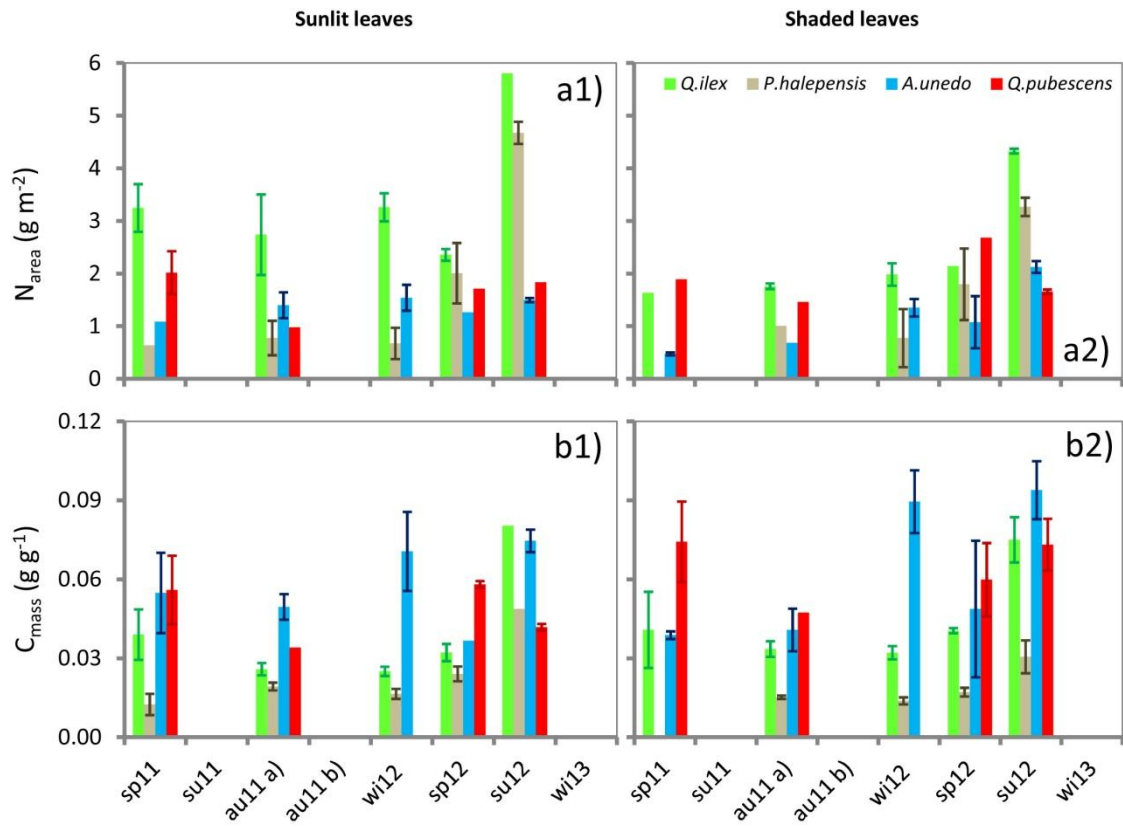 Sunlit leaves Shaded leaves
a1)
Q.ilex P.halepensis A.unedo Q.pubescens
6
5
4
3
2
1
0
N_area (g m⁻²)
a2)
b1)
b2)
0.12
0.09
0.06
0.03
0.00
C_mass (g g⁻¹)
sp11 su11 au11 a) au11 b) wi12 sp12 su12 wi13
sp11 su11 au11 a) au11 b) wi12 sp12 su12 wi13